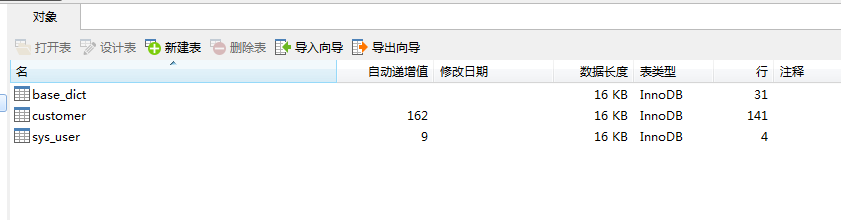 对象
打开表 设计表 新建表 删除表 导入向导 导出向导
名 自动递增值 修改日期 数据长度 表类型 行 注释
base_dict 16 KB InnoDB 31
customer 162 16 KB InnoDB 141
sys_user 9 16 KB InnoDB 4